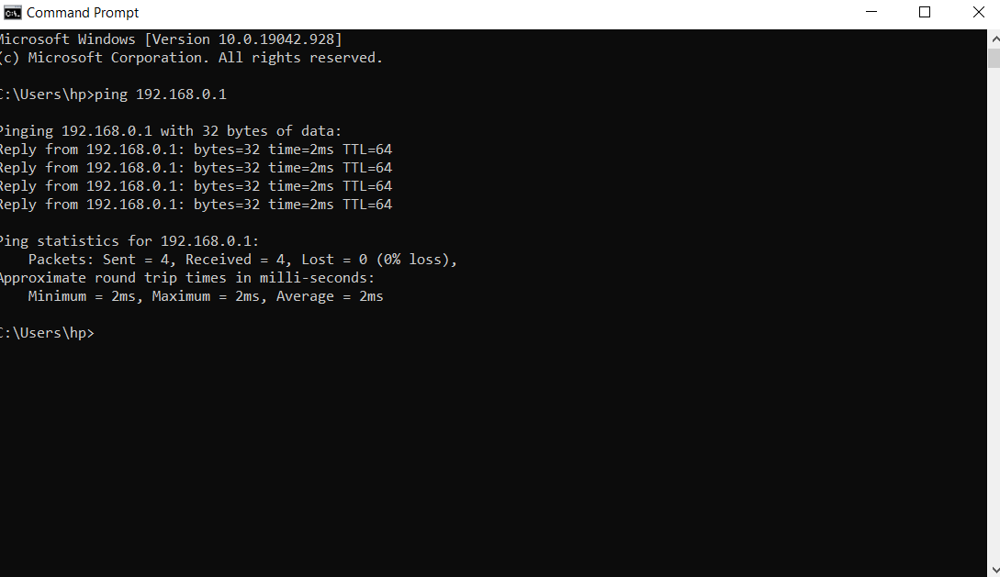 Command Prompt
Microsoft Windows [Version 10.0.19042.928]
(c) Microsoft Corporation. All rights reserved.
C:\Users\hp>ping 192.168.0.1
Pinging 192.168.0.1 with 32 bytes of data:
Reply from 192.168.0.1: bytes=32 time=2ms TTL=64
Reply from 192.168.0.1: bytes=32 time=2ms TTL=64
Reply from 192.168.0.1: bytes=32 time=2ms TTL=64
Reply from 192.168.0.1: bytes=32 time=2ms TTL=64
Ping statistics for 192.168.0.1:
    Packets: Sent = 4, Received = 4, Lost = 0 (0% loss),
Approximate round trip times in milli-seconds:
    Minimum = 2ms, Maximum = 2ms, Average = 2ms
C:\Users\hp>